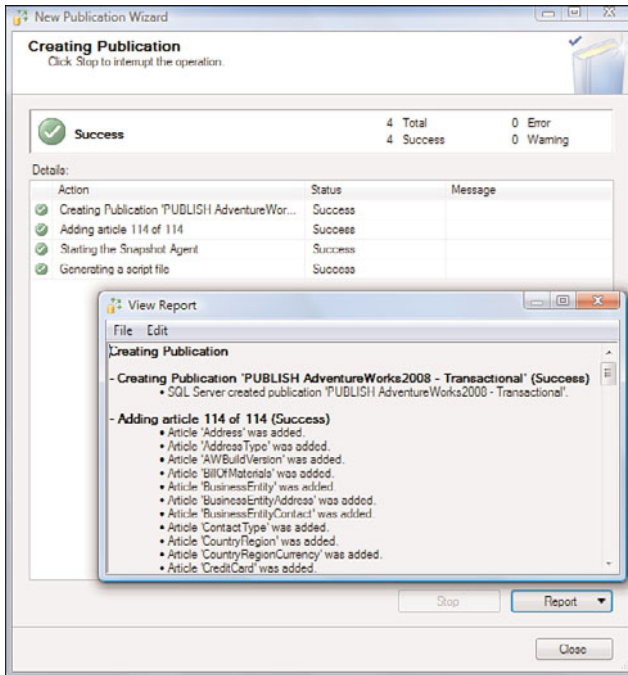 New Publication Wizard
Creating Publication
Click Stop to interrupt the operation.
Success
4 Total 0 Error
4 Success 0 Warning
Details:
Action Status Message
Creating Publication 'PUBLISH AdventureWor... Success
Adding article 114 of 114 Success
Starting the Snapshot Agent Success
Generating a script file Success
View Report
File Edit
Creating Publication
- Creating Publication 'PUBLISH AdventureWorks2008 - Transactional' (Success)
• SQL Server created publication 'PUBLISH AdventureWorks2008 - Transactional'.
- Adding article 114 of 114 (Success)
• Article 'Address' was added.
• Article 'AddressType' was added.
• Article 'AWBuildVersion' was added.
• Article 'BillOfMaterials' was added.
• Article 'BusinessEntity' was added.
• Article 'BusinessEntityAddress' was added.
• Article 'BusinessEntityContact' was added.
• Article 'ContactType' was added.
• Article 'CountryRegion' was added.
• Article 'CountryRegionCurrency' was added.
• Article 'CreditCard' was added.
Stop Report
Close